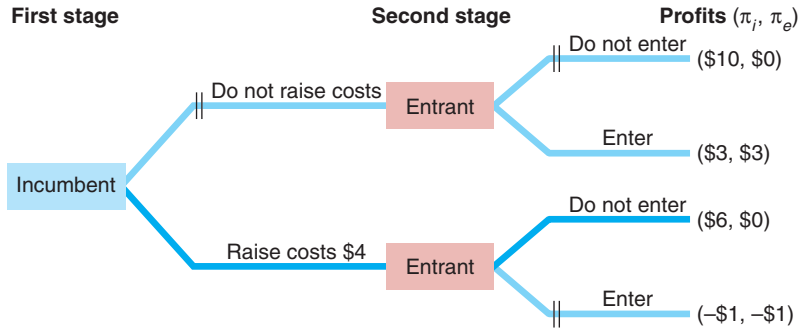 First stage
Second stage
Profits (πi, πe)
Do not enter
($10, $0)
Do not raise costs
Entrant
Enter
($3, $3)
Incumbent
Do not enter
($6, $0)
Raise costs $4
Entrant
Enter
(–$1, –$1)